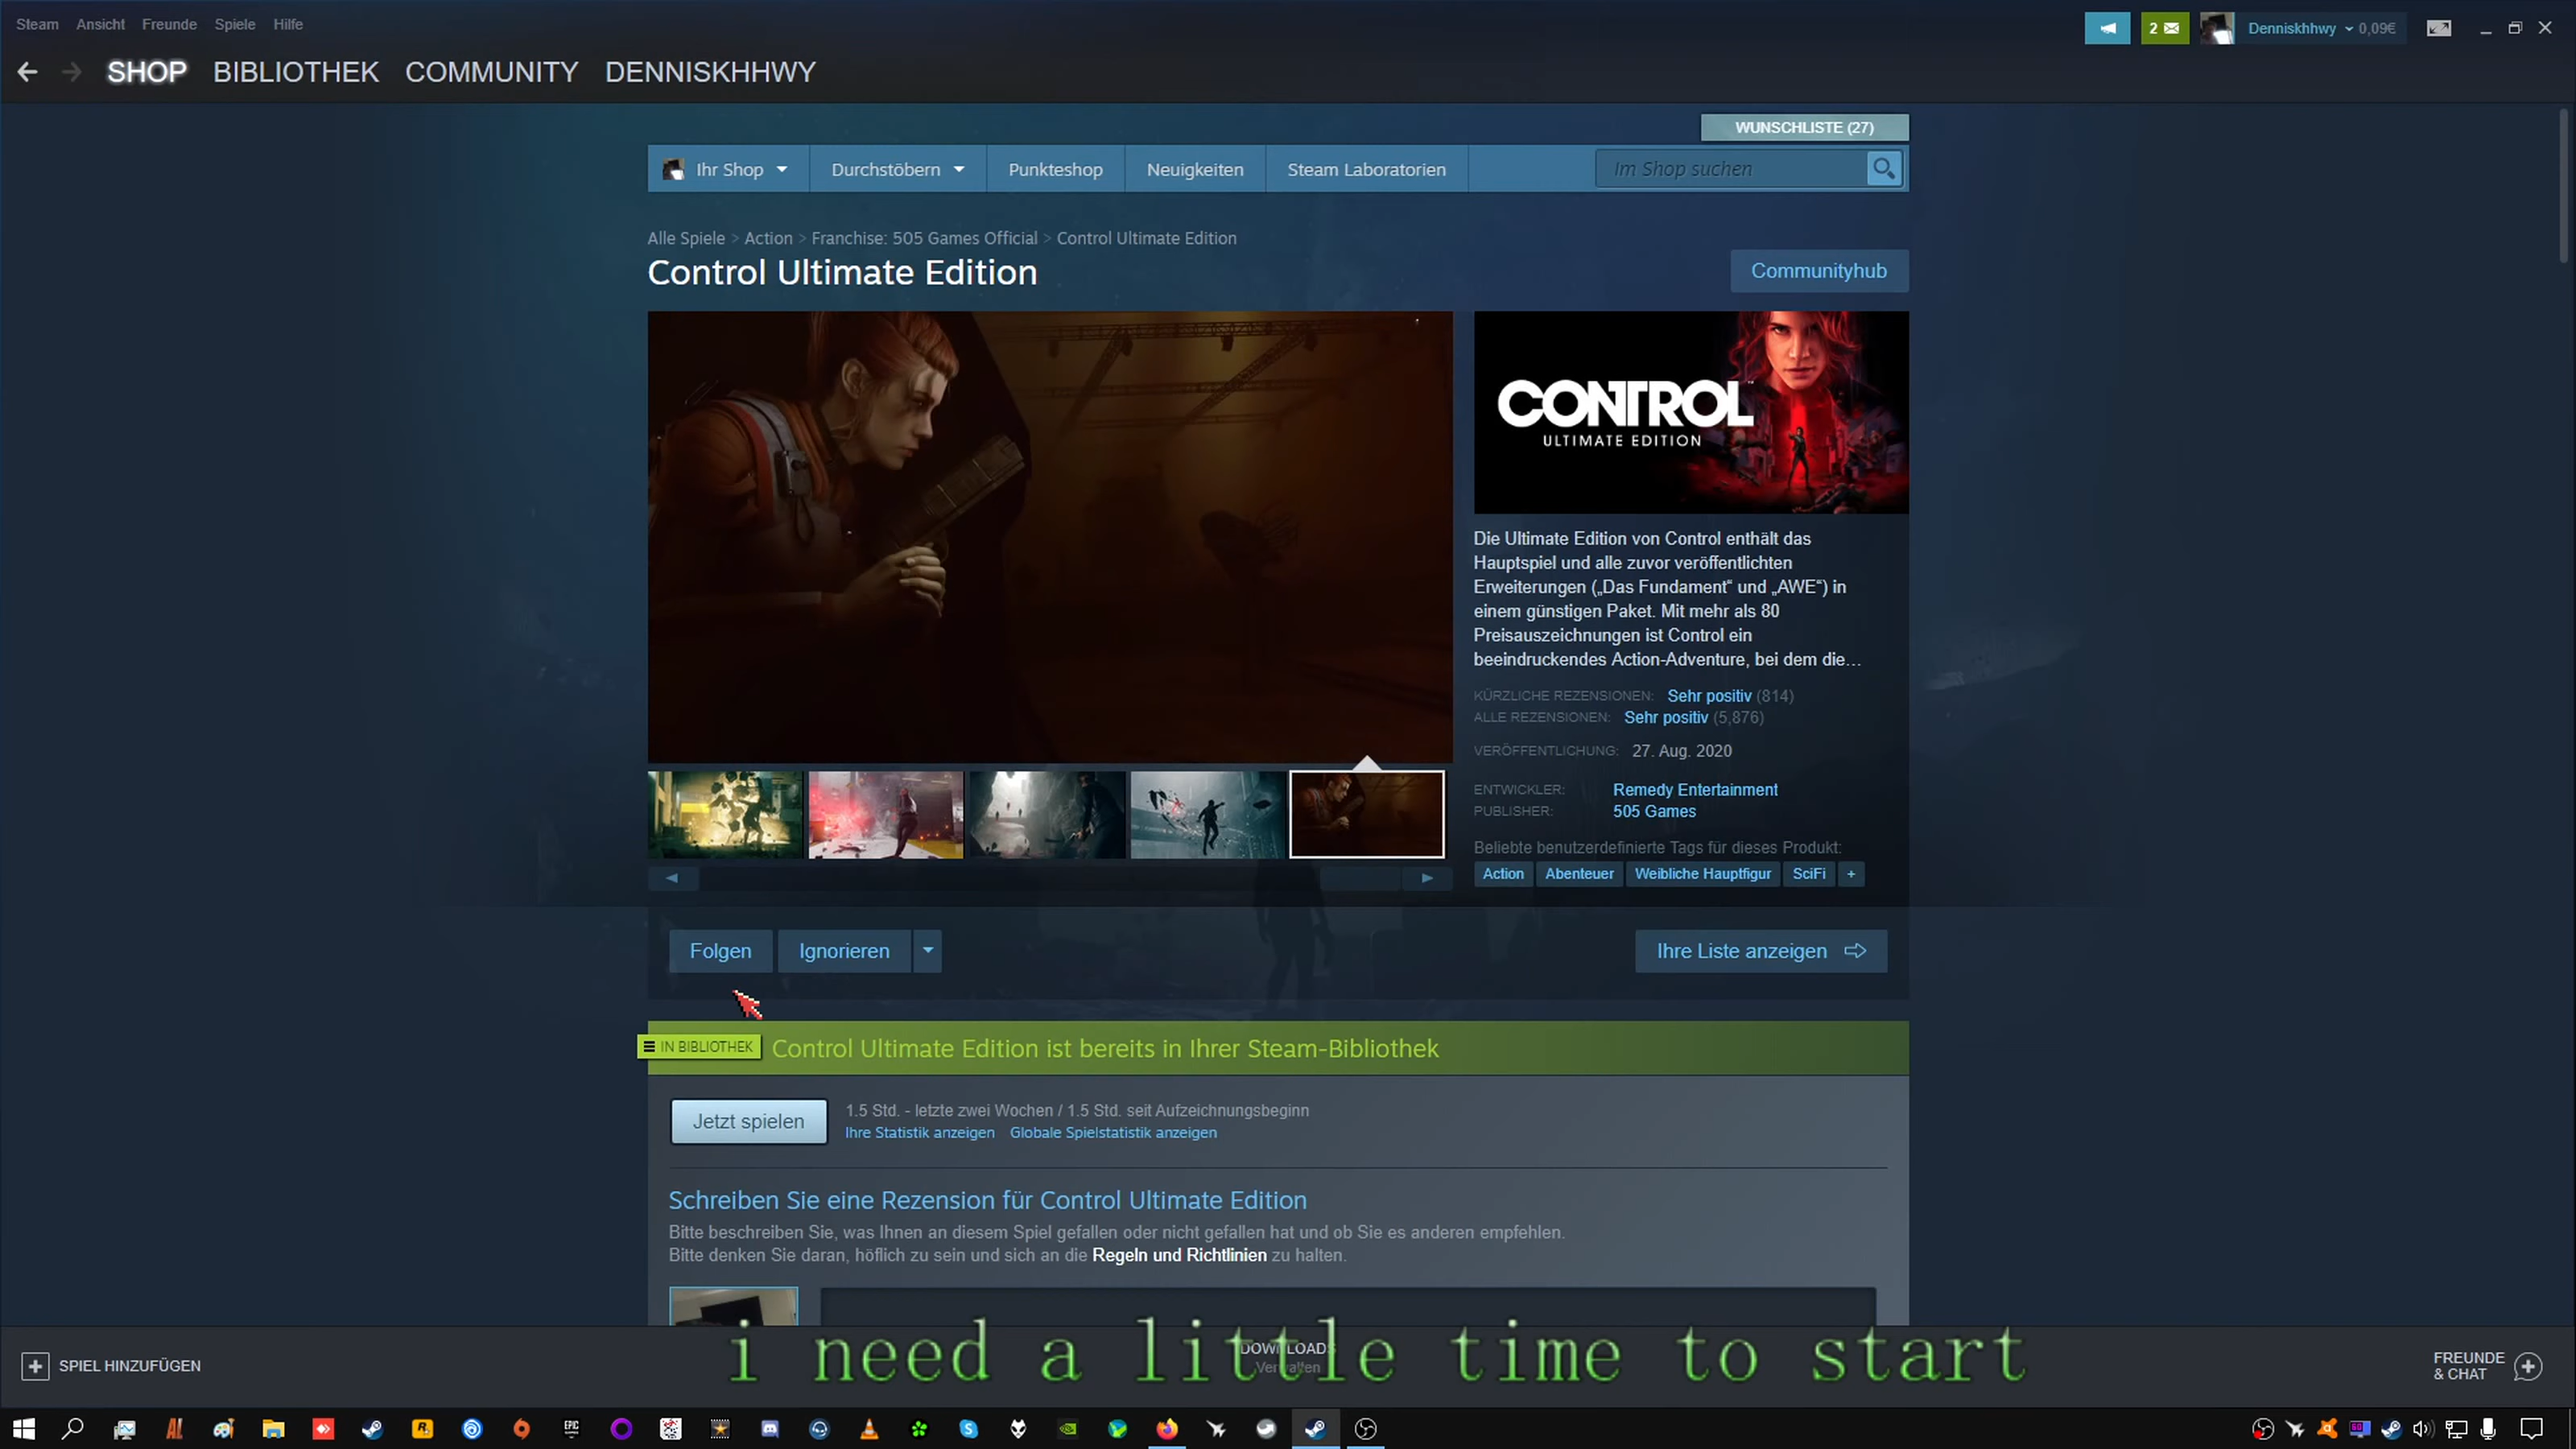 Steam Ansicht Freunde Spiele Hilfe
2 Denniskhhwy 0,09€
SHOP BIBLIOTHEK COMMUNITY DENNISKHHWY
WUNSCHLISTE (27)
Ihr Shop Durchstöbern Punkteshop Neuigkeiten Steam Laboratorien Im Shop suchen
Alle Spiele > Action > Franchise: 505 Games Official > Control Ultimate Edition
Control Ultimate Edition
Communityhub
CONTROL
ULTIMATE EDITION
Die Ultimate Edition von Control enthält das
Hauptspiel und alle zuvor veröffentlichten
Erweiterungen („Das Fundament“ und „AWE“) in
einem günstigen Paket. Mit mehr als 80
Preisauszeichnungen ist Control ein
beeindruckendes Action-Adventure, bei dem die...
KÜRZLICHE REZENSIONEN: Sehr positiv (814)
ALLE REZENSIONEN: Sehr positiv (5,876)
VERÖFFENTLICHUNG: 27. Aug. 2020
ENTWICKLER: Remedy Entertainment
PUBLISHER: 505 Games
Beliebte benutzerdefinierte Tags für dieses Produkt:
Action Abenteuer Weibliche Hauptfigur SciFi +
Folgen Ignorieren Ihre Liste anzeigen
IN BIBLIOTHEK Control Ultimate Edition ist bereits in Ihrer Steam-Bibliothek
Jetzt spielen
1.5 Std. - letzte zwei Wochen / 1.5 Std. seit Aufzeichnungsbeginn
Ihre Statistik anzeigen Globale Spielstatistik anzeigen
Schreiben Sie eine Rezension für Control Ultimate Edition
Bitte beschreiben Sie, was Ihnen an diesem Spiel gefallen oder nicht gefallen hat und ob Sie es anderen empfehlen.
Bitte denken Sie daran, höflich zu sein und sich an die Regeln und Richtlinien zu halten.
i need a little time to start
SPIEL HINZUFÜGEN
DOWNLOADS
Verwalten
FREUNDE
& CHAT
EPIC